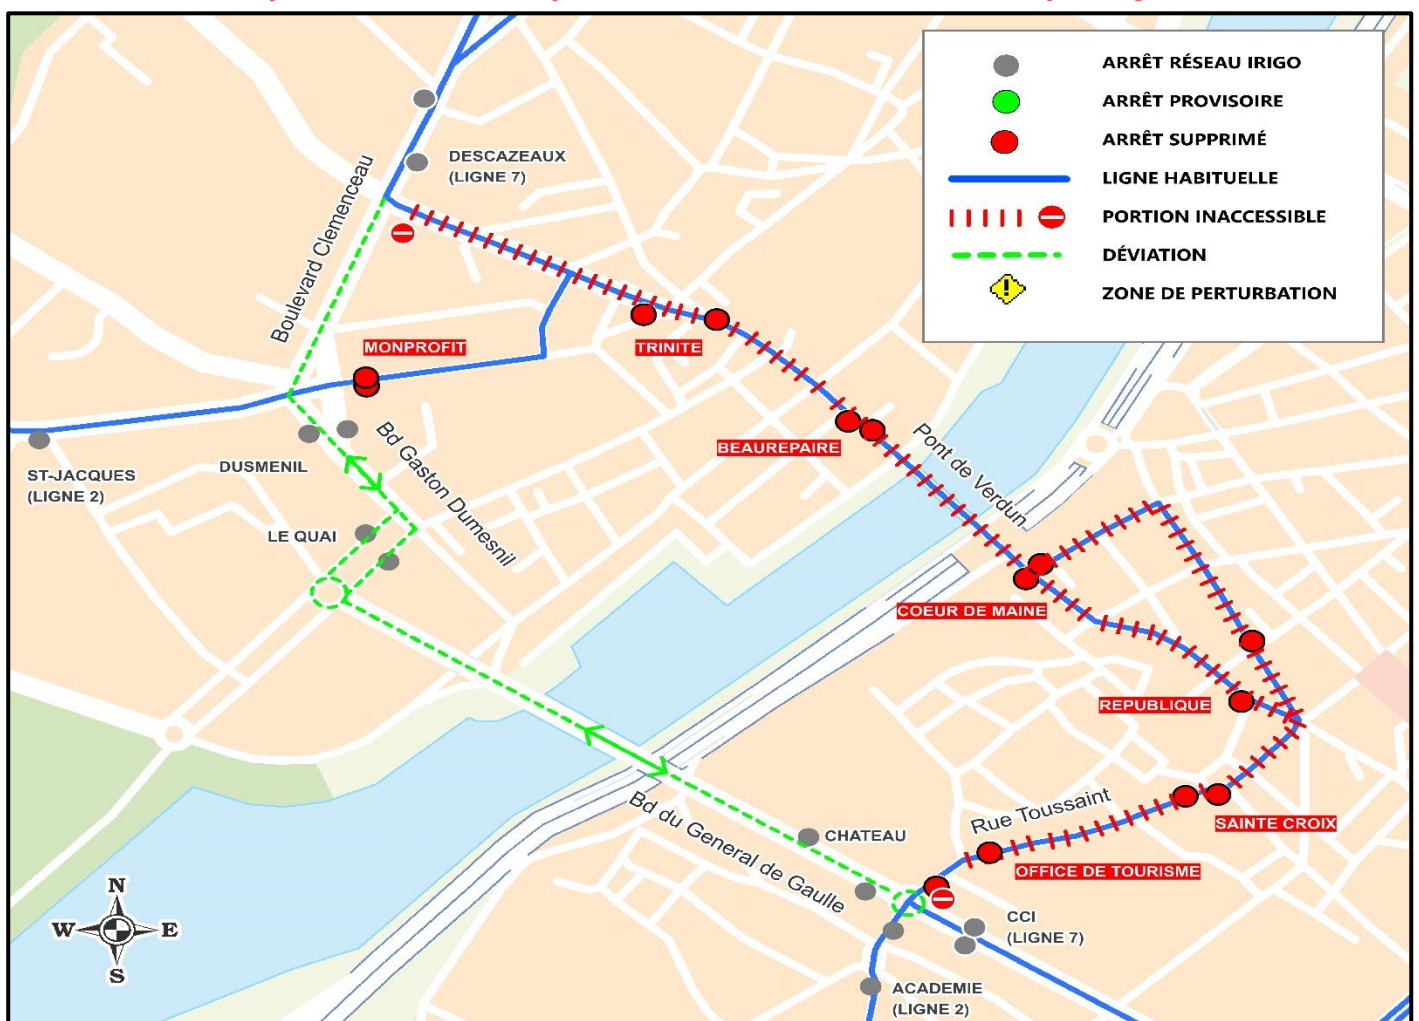 ARRÊT RÉSEAU IRIGO
ARRÊT PROVISOIRE
ARRÊT SUPPRIMÉ
LIGNE HABITUELLE
PORTION INACCESSIBLE
DÉVIATION
ZONE DE PERTURBATION
DESCAZEAUX
(LIGNE 7)
Boulevard Clemenceau
MONPROFIT
TRINITE
BEAUREPAIRE
Pont de Verdun
ST-JACQUES
(LIGNE 2)
DUSMENIL
Bd Gaston Dumesnil
LE QUAI
COEUR DE MAINE
REPUBLIQUE
Rue Toussaint
SAINTE CROIX
Bd du General de Gaulle
CHATEAU
OFFICE DE TOURISME
CCI
(LIGNE 7)
ACADEMIE
(LIGNE 2)
N
W
E
S